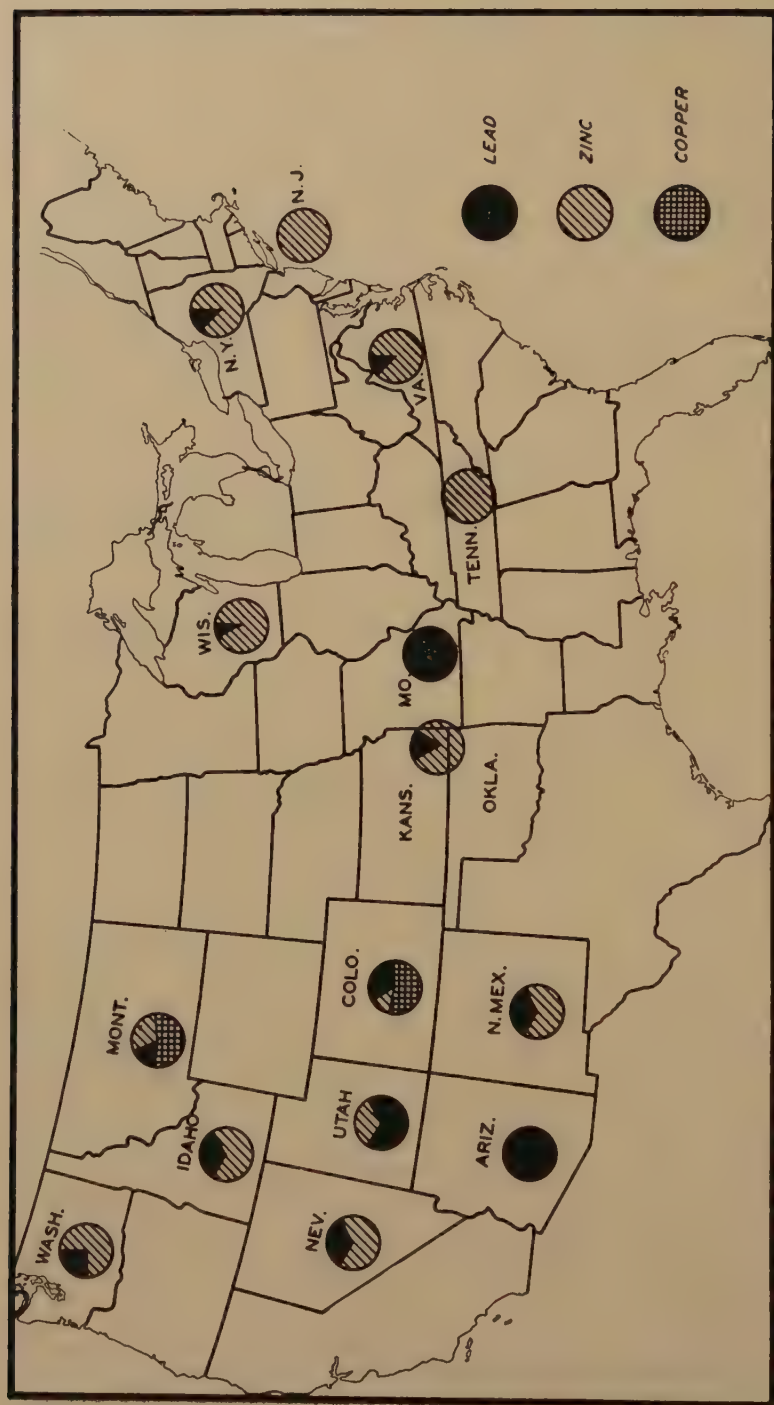 WASH.
MONT.
IDAHO
NEV.
UTAH
COLO.
ARIZ.
N. MEX.
KANS.
OKLA.
MO.
WIS.
TENN.
VA.
N.Y.
N.J.
LEAD
ZINC
COPPER